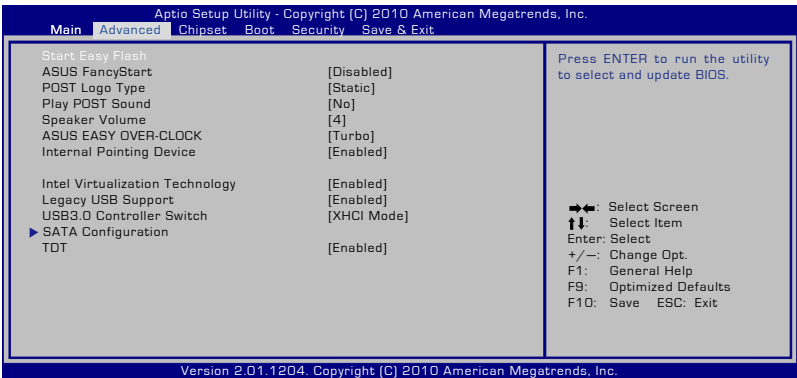 Aptio Setup Utility - Copyright (C) 2010 American Megatrends, Inc.
Main Advanced Chipset Boot Security Save & Exit
Start Easy Flash
ASUS FancyStart [Disabled]
POST Logo Type [Static]
Play POST Sound [No]
Speaker Volume [4]
ASUS EASY OVER-CLOCK [Turbo]
Internal Pointing Device [Enabled]
Intel Virtualization Technology [Enabled]
Legacy USB Support [Enabled]
USB3.0 Controller Switch [XHCI Mode]
SATA Configuration
TDT [Enabled]
Press ENTER to run the utility
to select and update BIOS.
→←: Select Screen
↑↓: Select Item
Enter: Select
+/—: Change Opt.
F1: General Help
F9: Optimized Defaults
F10: Save ESC: Exit
Version 2.01.1204. Copyright (C) 2010 American Megatrends, Inc.